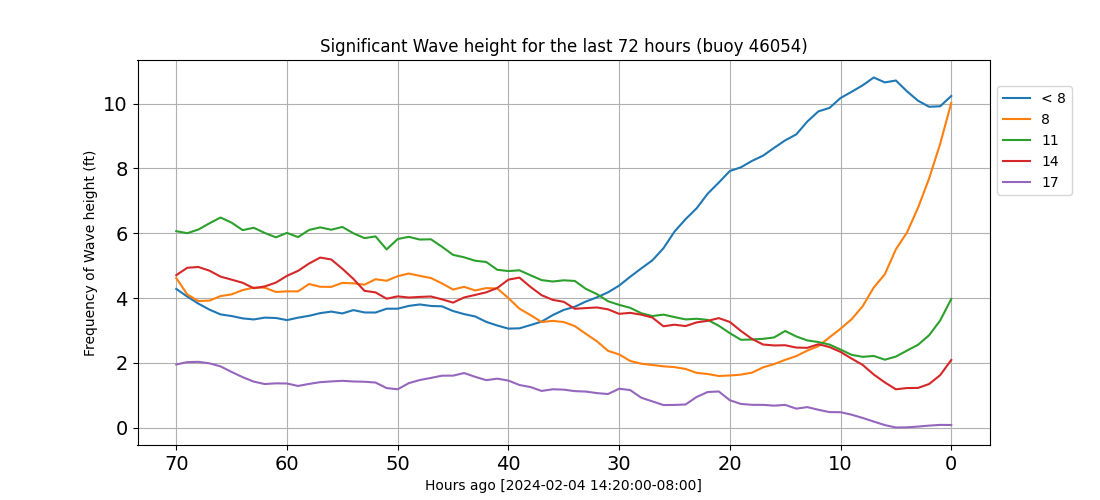 Significant Wave height for the last 72 hours (buoy 46054)
Frequency of Wave height (ft)
10
8
6
4
2
0
70 60 50 40 30 20 10 0
Hours ago [2024-02-04 14:20:00-08:00]
< 8
8
11
14
17